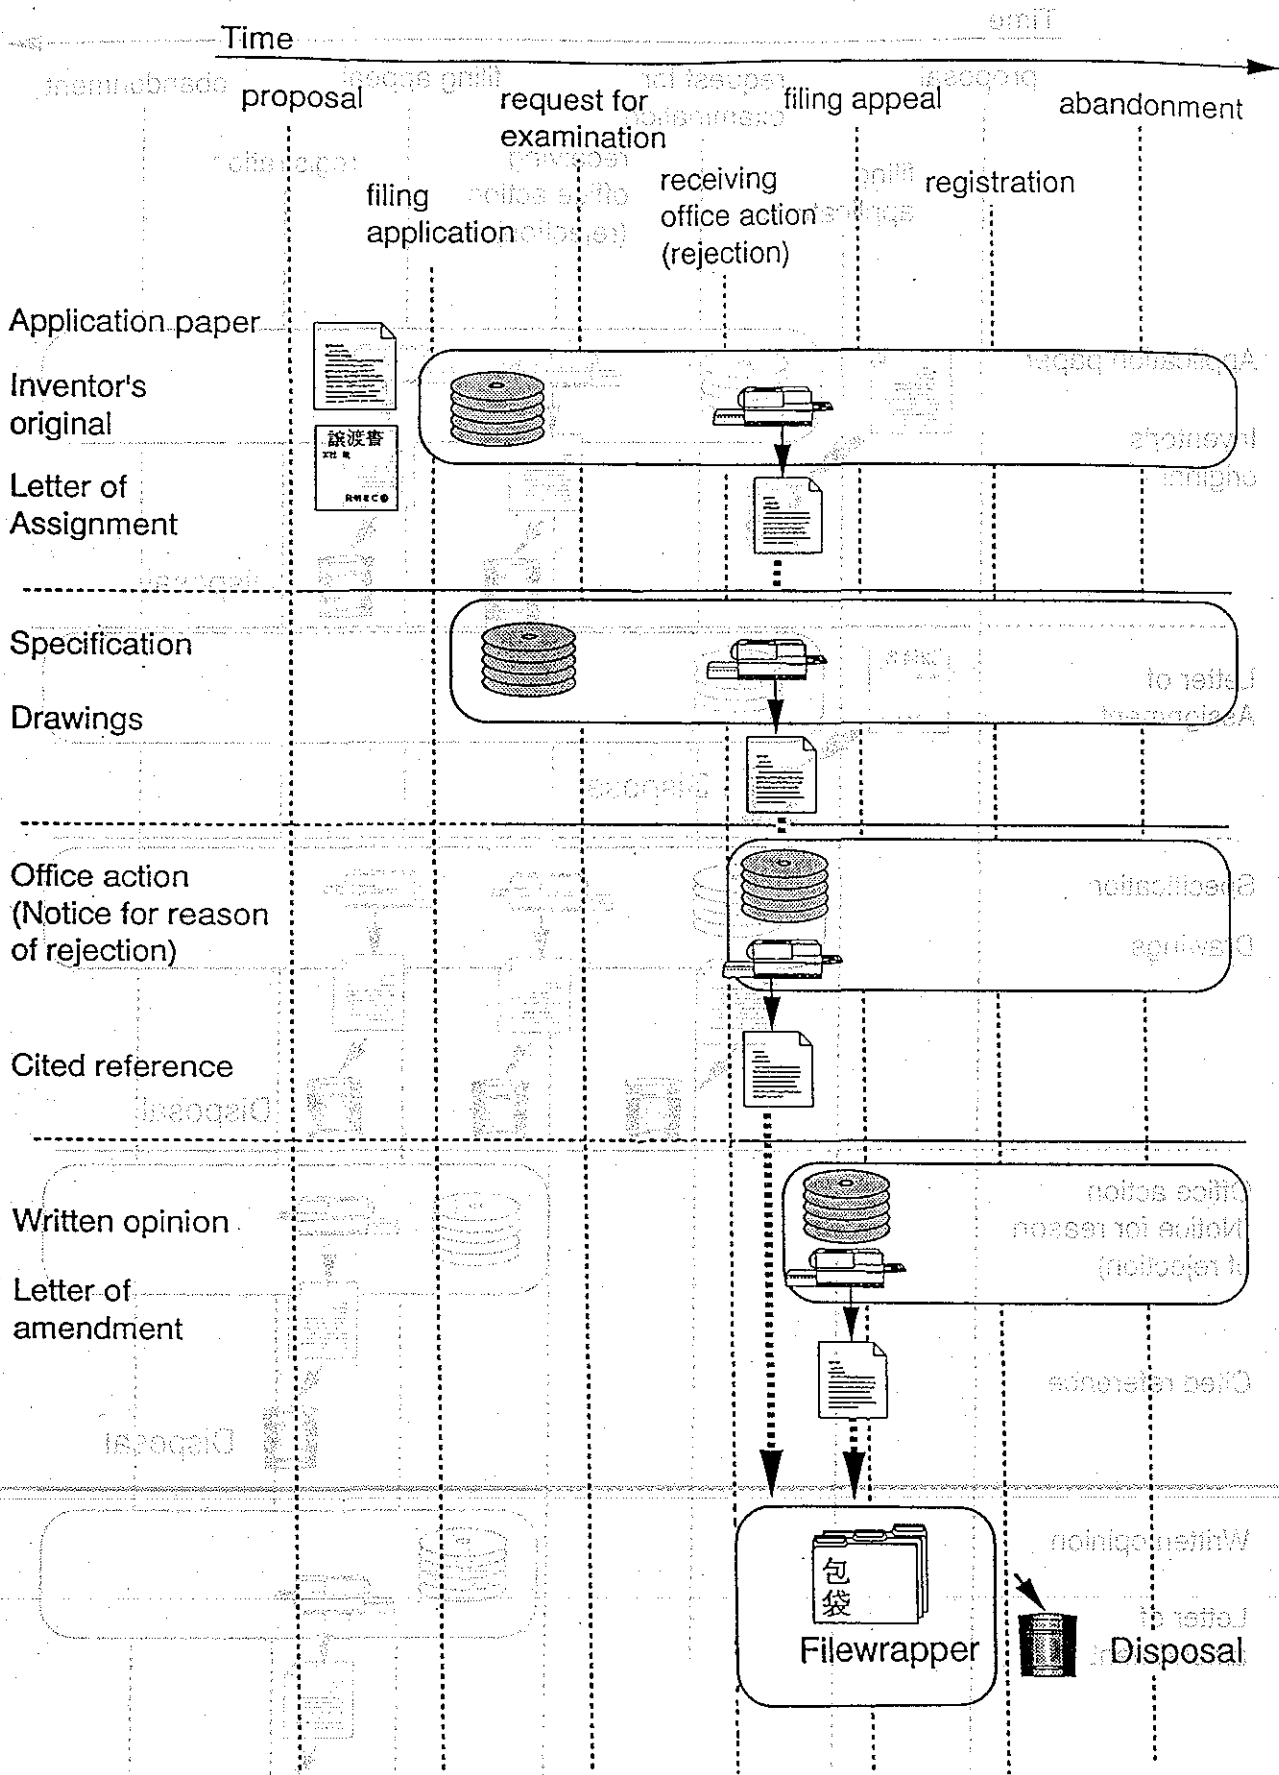 Time
proposal
request for
examination
filing appeal
abandonment
filing
application
receiving
office action
(rejection)
registration
Application paper
Inventor's
original
譲渡書
Letter of
Assignment
Specification
Drawings
Office action
(Notice for reason
of rejection)
Cited reference
Written opinion
Letter of
amendment
包
袋
Filewrapper
Disposal